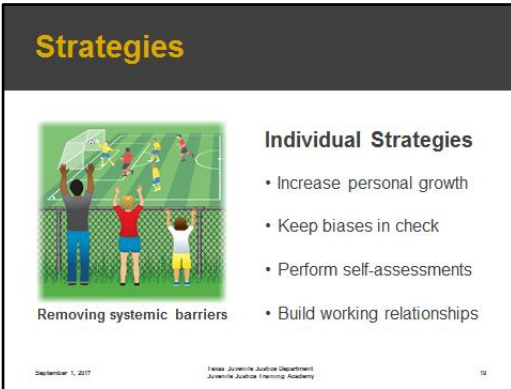 Strategies
Individual Strategies
• Increase personal growth
• Keep biases in check
• Perform self-assessments
• Build working relationships
Removing systemic barriers
September 1, 2017
Texas Juvenile Justice Department
Juvenile Justice Training Academy
19